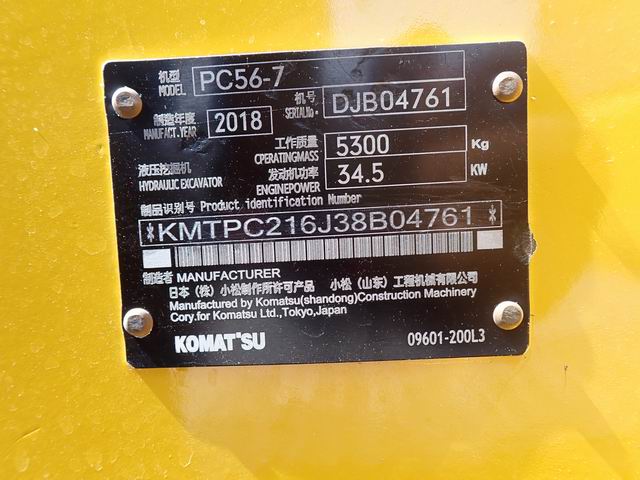 机型 MODEL PC56-7
机号 SERIALNo. DJB04761
制造年度 MANUFACT.YEAR 2018
工作质量 OPERATINGMASS 5300 Kg
液压挖掘机 HYDRAULIC EXCAVATOR
发动机功率 ENGINEPOWER 34.5 KW
制品识别号 Product identification Number
*KMTPC216J38B04761*
制造者 MANUFACTURER
日本（株）小松制作所许可产品 小松（山东）工程机械有限公司
Manufactured by Komatsu(shandong)Construction Machinery
Cory.for Komatsu Ltd.,Tokyo,Japan
KOMAT'SU 09601-200L3